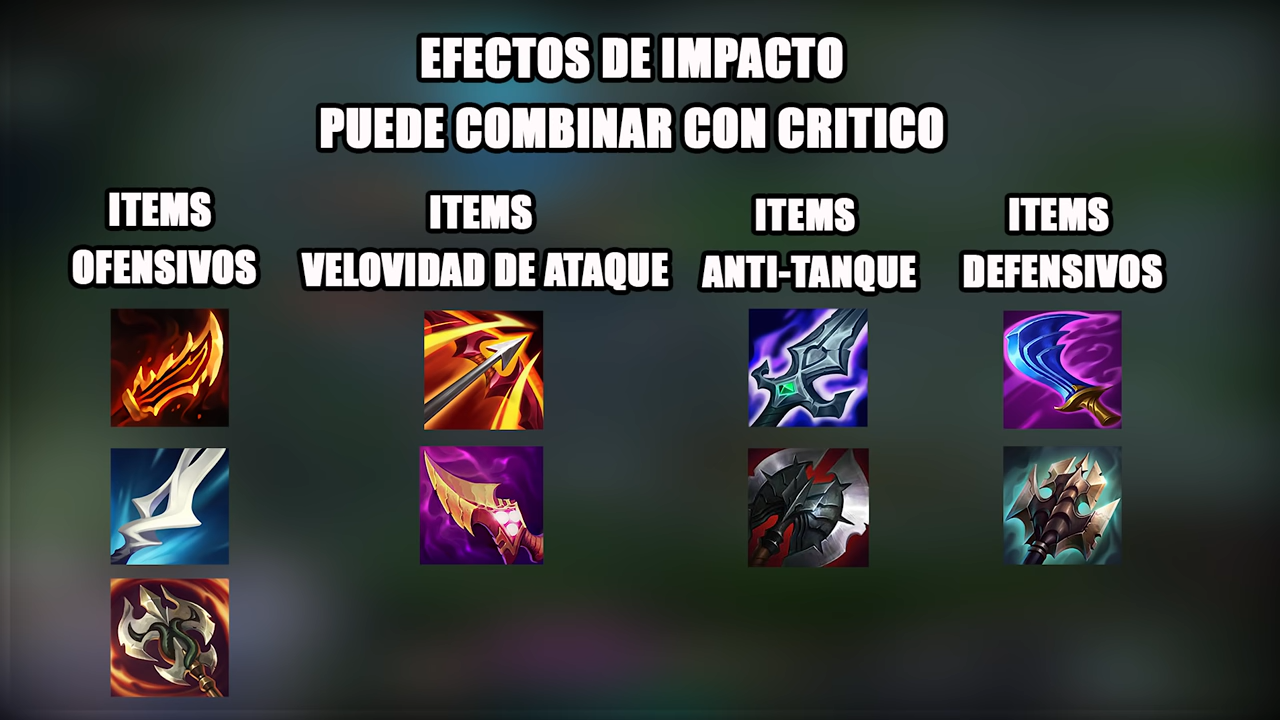 EFECTOS DE IMPACTO
PUEDE COMBINAR CON CRITICO
ITEMS
OFENSIVOS
ITEMS
VELOVIDAD DE ATAQUE
ITEMS
ANTI-TANQUE
ITEMS
DEFENSIVOS